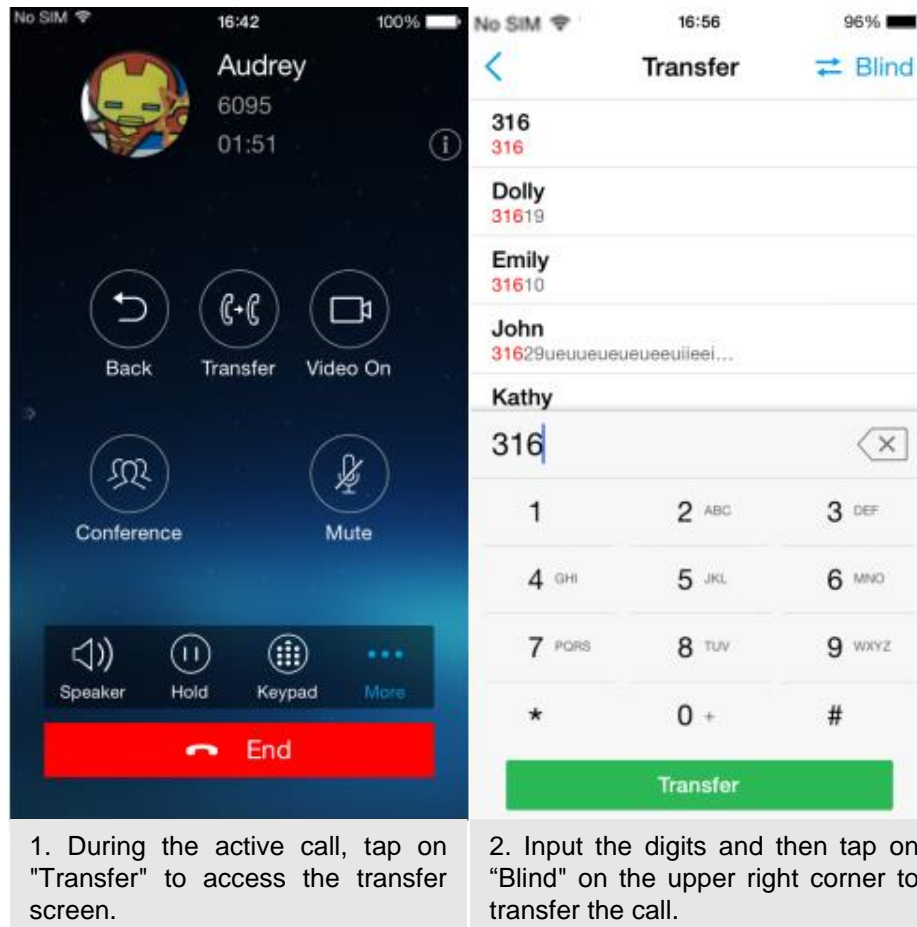 No SIM 16:42 100%
Audrey
6095
01:51
Back Transfer Video On
Conference Mute
Speaker Hold Keypad More
End
1. During the active call, tap on
"Transfer" to access the transfer
screen.
No SIM 16:56 96%
Transfer Blind
316
316
Dolly
31619
Emily
31610
John
31629ueuueueueueeuiieei...
Kathy
316
1 2 ABC 3 DEF
4 GHI 5 JKL 6 MNO
7 PQRS 8 TUV 9 WXYZ
* 0 + #
Transfer
2. Input the digits and then tap on
“Blind" on the upper right corner to
transfer the call.